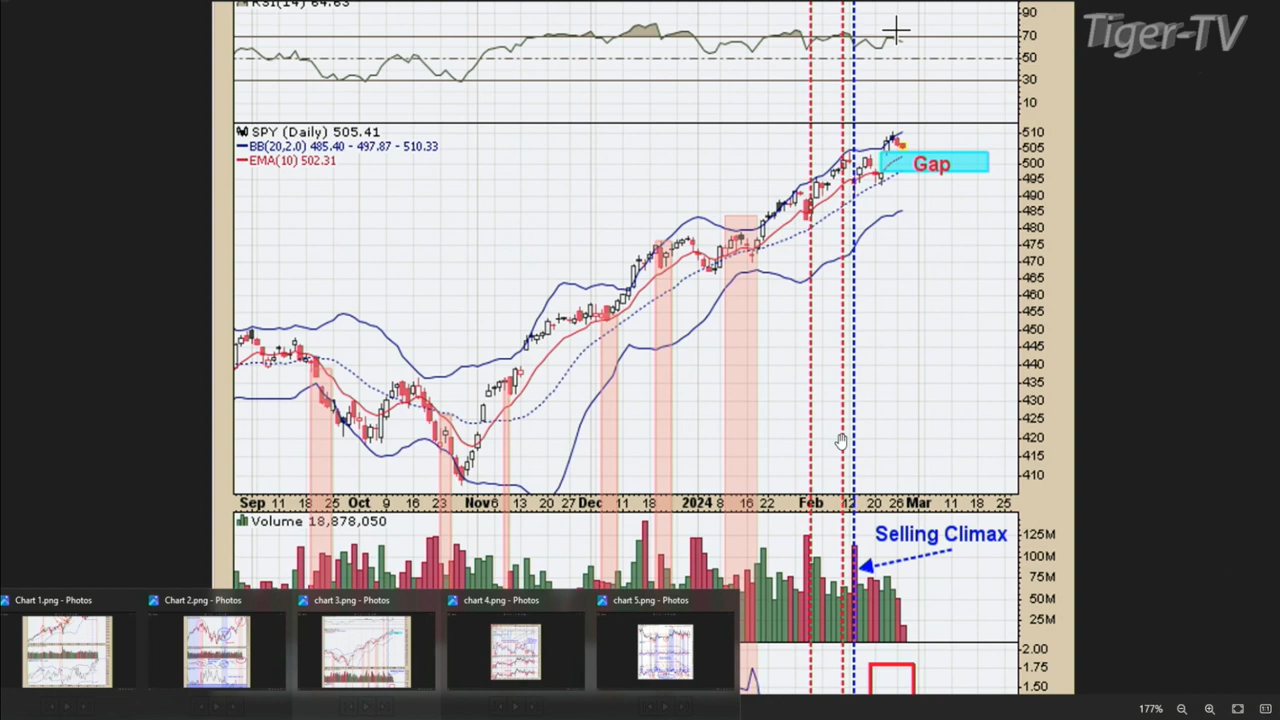 RSI(14) 64.63
Tiger-TV
90
70
50
30
10
SPY (Daily) 505.41
BB(20,2.0) 485.40 - 497.87 - 510.33
EMA(10) 502.31
Gap
510
505
500
495
490
485
480
475
470
465
460
455
450
445
440
435
430
425
420
415
410
Sep 11 18 25 Oct 9 16 23 Nov 6 13 20 27 Dec 11 18 2024 8 16 22 Feb 12 20 26 Mar 11 18 25
Volume 18,878,050
Selling Climax
125M
100M
75M
50M
25M
Chart 1.png - Photos
Chart 2.png - Photos
chart 3.png - Photos
chart 4.png - Photos
chart 5.png - Photos
2.00
1.75
1.50
177%